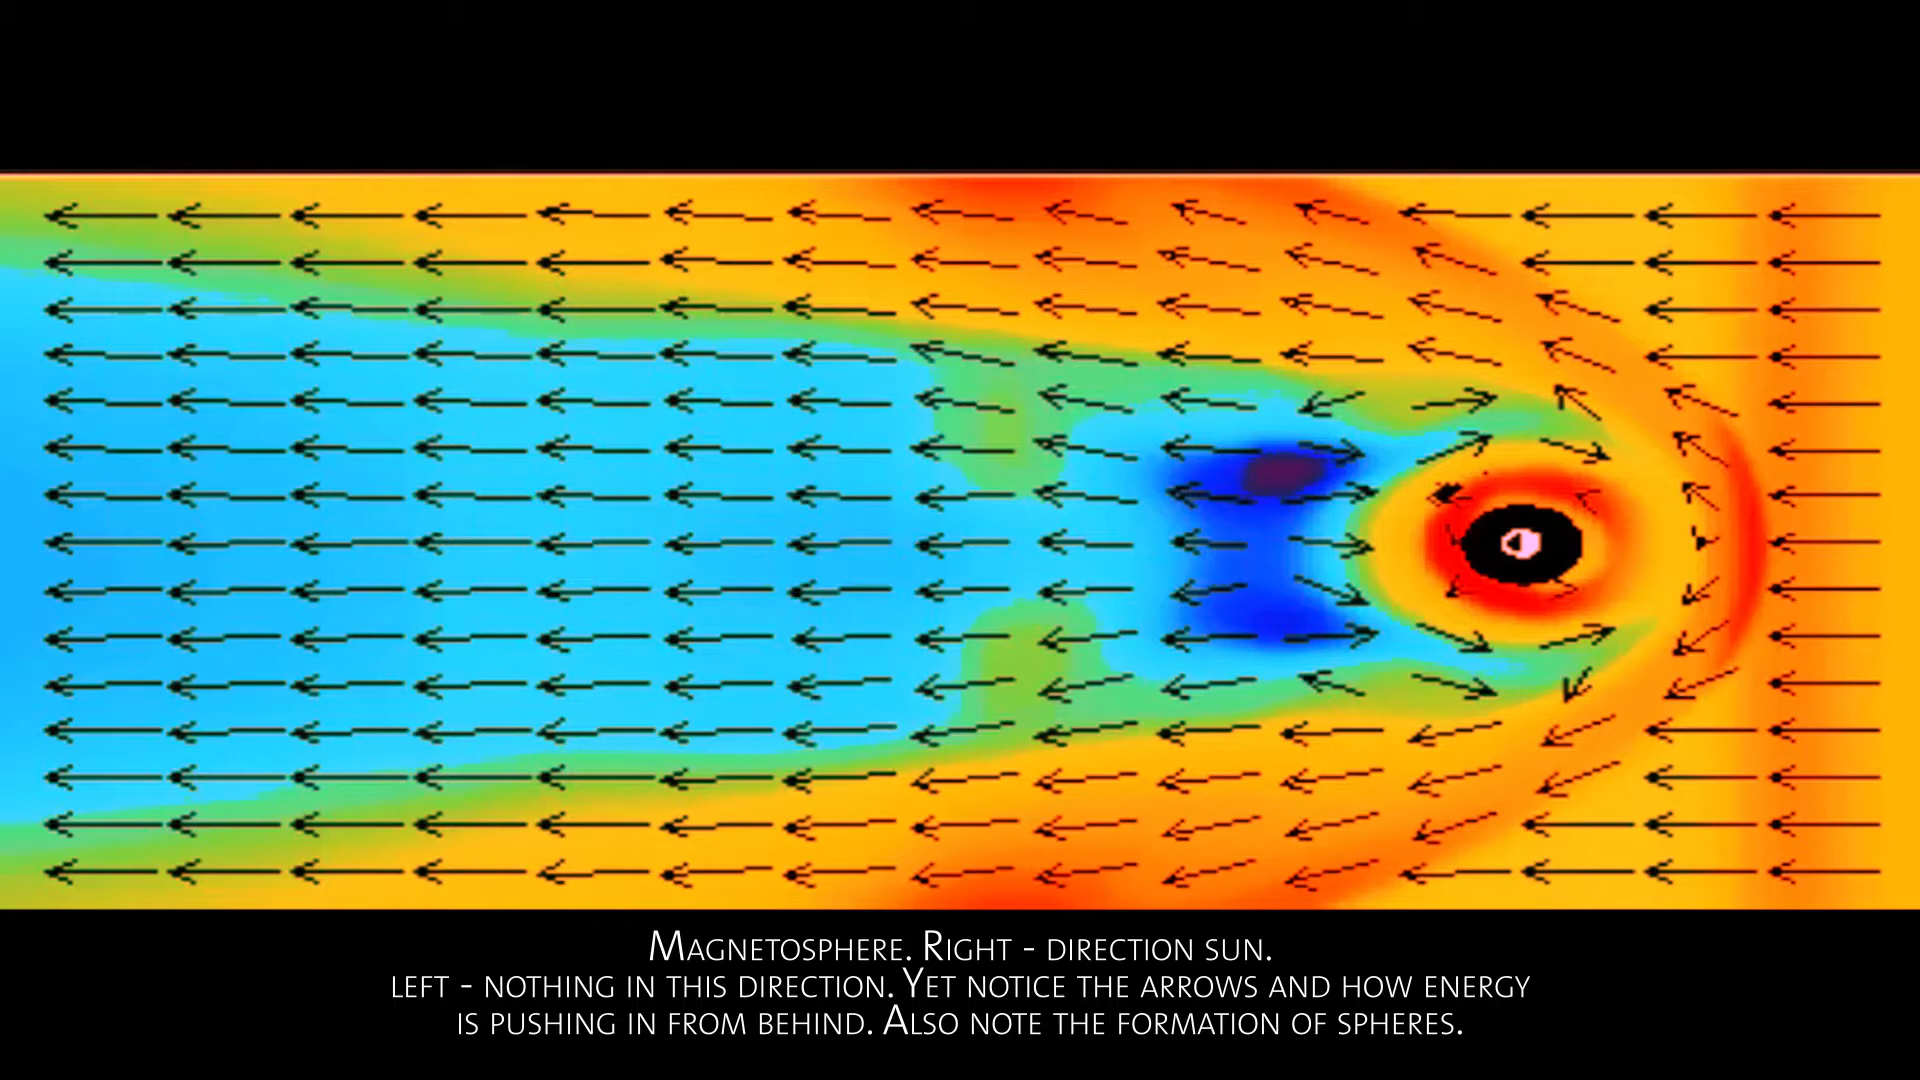 Magnetosphere. Right - direction sun.
left - nothing in this direction. Yet notice the arrows and how energy
is pushing in from behind. Also note the formation of spheres.